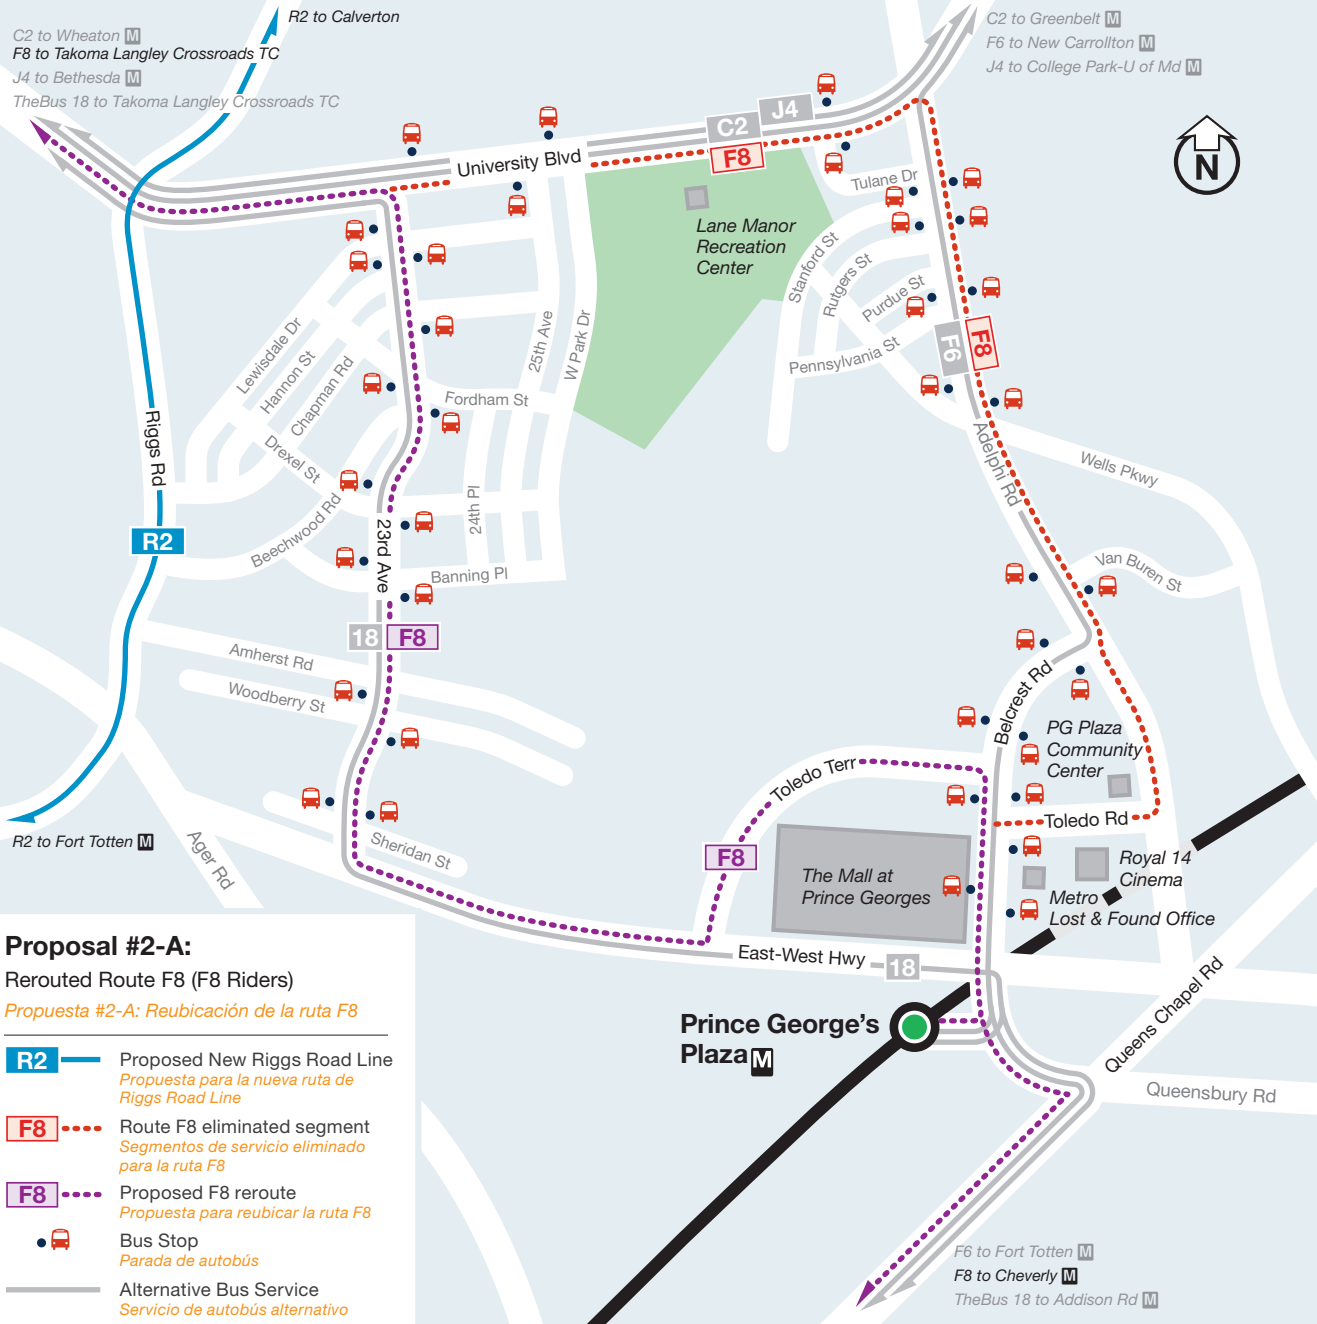 R2 to Calverton
C2 to Wheaton M
F8 to Takoma Langley Crossroads TC
J4 to Bethesda M
TheBus 18 to Takoma Langley Crossroads TC
C2 to Greenbelt M
F6 to New Carrollton M
J4 to College Park-U of Md M
N
University Blvd
C2
J4
F8
Tulane Dr
Lane Manor
Recreation
Center
Stanford St
Rutgers St
Purdue St
Pennsylvania St
F6
F8
Lewisdale Dr
Hannon St
Chapman Rd
25th Ave
W Park Dr
Fordham St
Riggs Rd
Drexel St
Beechwood Rd
24th Pl
23rd Ave
Banning Pl
R2
Adelphi Rd
Wells Pkwy
Van Buren St
18
F8
Amherst Rd
Woodberry St
Belcrest Rd
PG Plaza
Community
Center
Toledo Terr
Toledo Rd
R2 to Fort Totten M
Ager Rd
Sheridan St
F8
The Mall at
Prince Georges
Royal 14
Cinema
Metro
Lost & Found Office
East-West Hwy
18
Queens Chapel Rd
Prince George's
Plaza M
Queensbury Rd
Proposal #2-A:
Rerouted Route F8 (F8 Riders)
Propuesta #2-A: Reubicación de la ruta F8
R2
Proposed New Riggs Road Line
Propuesta para la nueva ruta de
Riggs Road Line
F8
Route F8 eliminated segment
Segmentos de servicio eliminado
para la ruta F8
F8
Proposed F8 reroute
Propuesta para reubicar la ruta F8
Bus Stop
Parada de autobús
Alternative Bus Service
Servicio de autobús alternativo
F6 to Fort Totten M
F8 to Cheverly M
TheBus 18 to Addison Rd M